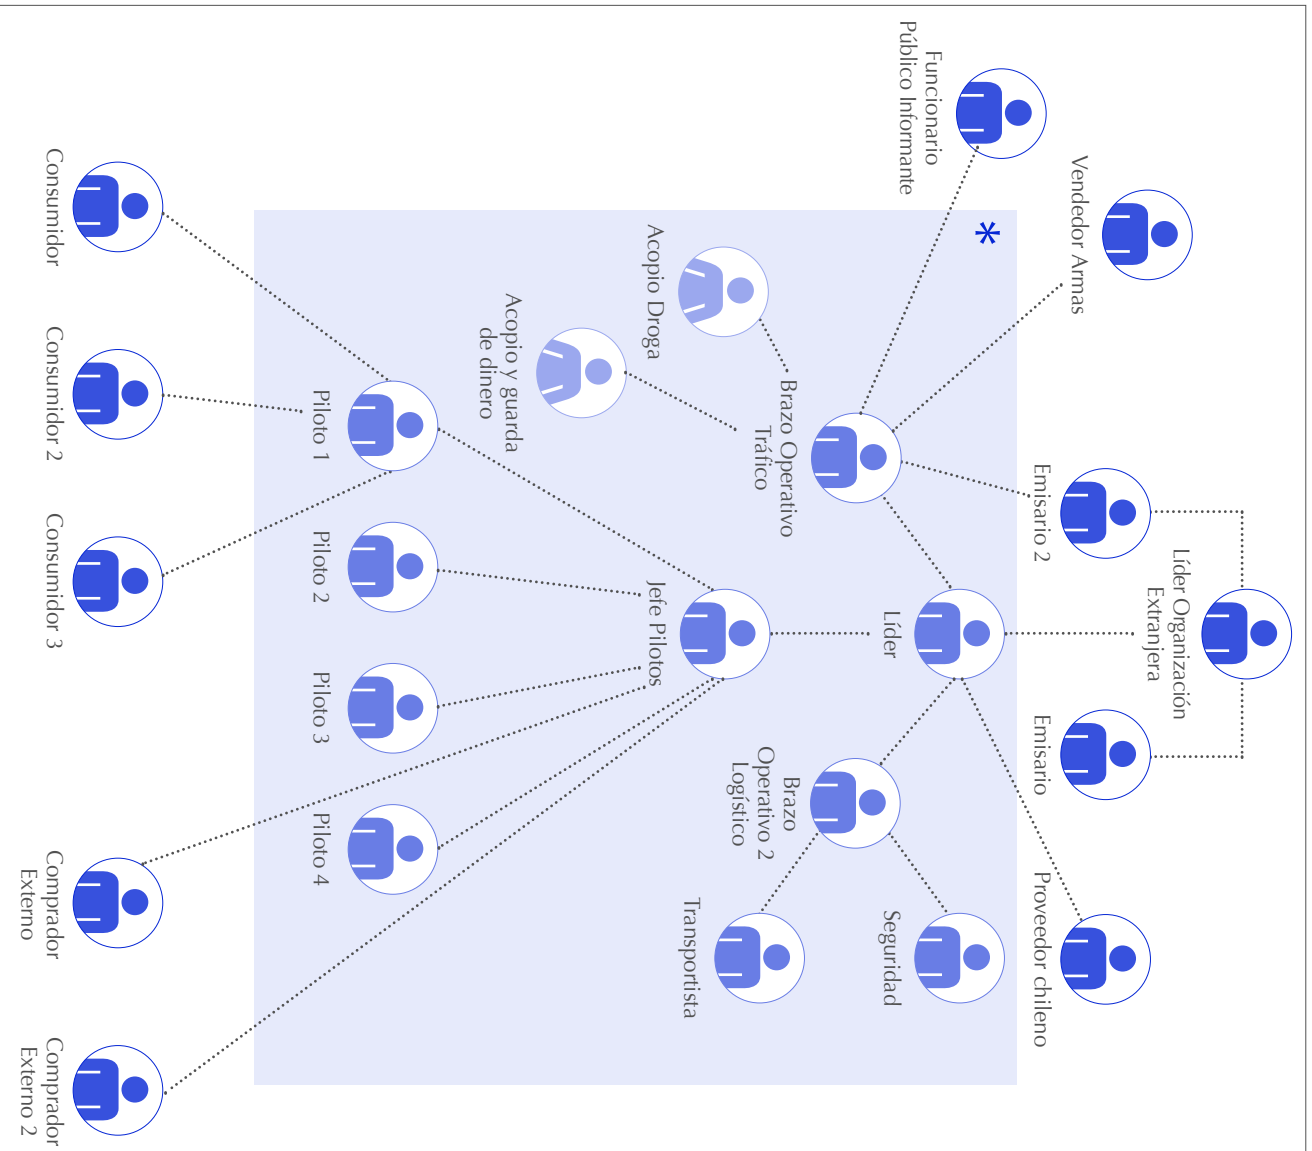 Líder Organización
Extranjera
Vendedor Armas
Emisario 2
Emisario
Proveedor chileno
Funcionario
Público Informante
*
Líder
Seguridad
Brazo Operativo
Tráfico
Brazo
Operativo 2
Logístico
Acopio Droga
Jefe Pilotos
Transportista
Acopio y guarda
de dinero
Piloto 1
Piloto 2
Piloto 3
Piloto 4
Consumidor
Consumidor 2
Consumidor 3
Comprador
Externo
Comprador
Externo 2